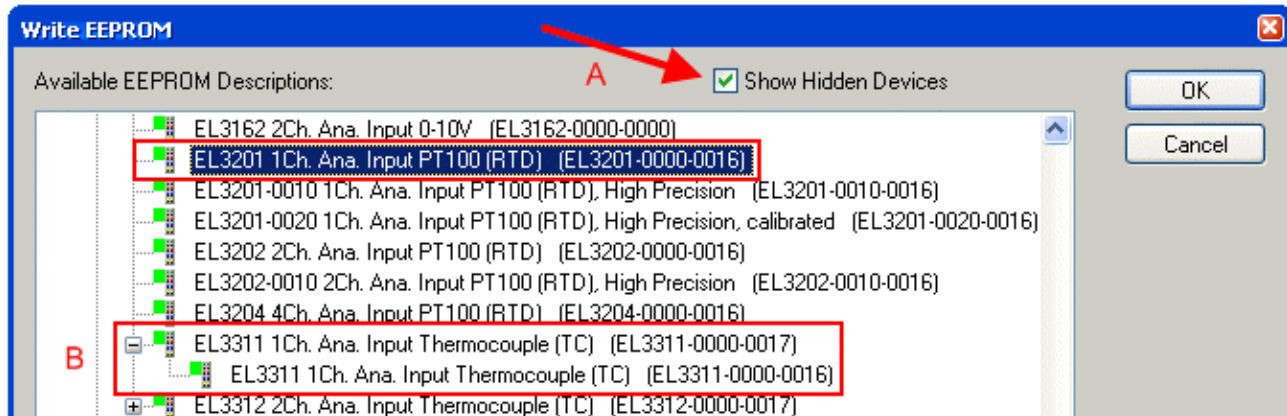 Write EEPROM
Available EEPROM Descriptions: A Show Hidden Devices OK
EL3162 2Ch. Ana. Input 0-10V (EL3162-0000-0000)
EL3201 1Ch. Ana. Input PT100 (RTD) (EL3201-0000-0016) Cancel
EL3201-0010 1Ch. Ana. Input PT100 (RTD), High Precision (EL3201-0010-0016)
EL3201-0020 1Ch. Ana. Input PT100 (RTD), High Precision, calibrated (EL3201-0020-0016)
EL3202 2Ch. Ana. Input PT100 (RTD) (EL3202-0000-0016)
EL3202-0010 2Ch. Ana. Input PT100 (RTD), High Precision (EL3202-0010-0016)
EL3204 4Ch. Ana. Input PT100 (RTD) (EL3204-0000-0016)
B EL3311 1Ch. Ana. Input Thermocouple (TC) (EL3311-0000-0017)
EL3311 1Ch. Ana. Input Thermocouple (TC) (EL3311-0000-0016)
EL3312 2Ch. Ana. Input Thermocouple (TC) (EL3312-0000-0017)